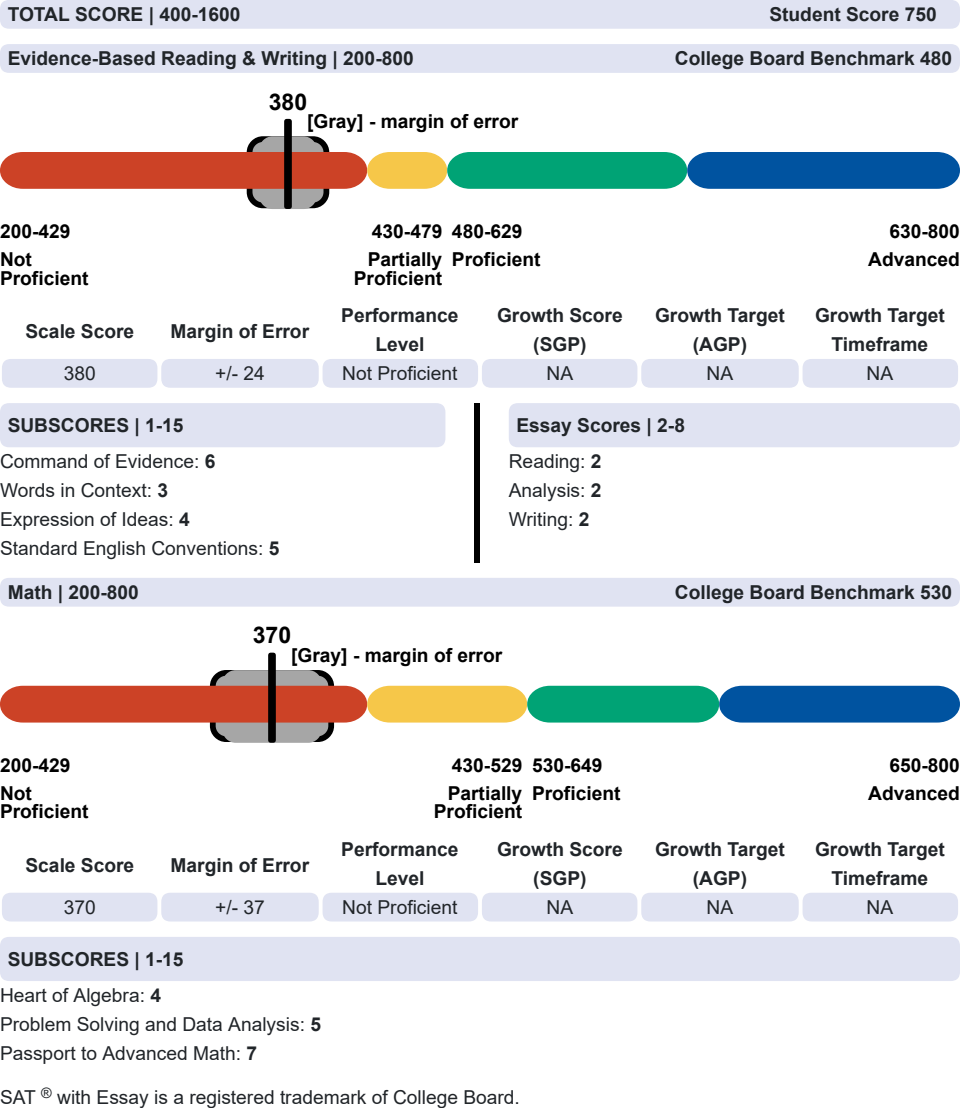 TOTAL SCORE | 400-1600 Student Score 750
Evidence-Based Reading & Writing | 200-800 College Board Benchmark 480
380
[Gray] - margin of error
200-429 430-479 480-629 630-800
Not Partially Proficient Advanced
Proficient Proficient
Scale Score Margin of Error Performance Level Growth Score (SGP) Growth Target (AGP) Growth Target Timeframe
380 +/- 24 Not Proficient NA NA NA
SUBSCORES | 1-15
Command of Evidence: 6
Words in Context: 3
Expression of Ideas: 4
Standard English Conventions: 5
Essay Scores | 2-8
Reading: 2
Analysis: 2
Writing: 2
Math | 200-800 College Board Benchmark 530
370
[Gray] - margin of error
200-429 430-529 530-649 650-800
Not Partially Proficient Advanced
Proficient Proficient
Scale Score Margin of Error Performance Level Growth Score (SGP) Growth Target (AGP) Growth Target Timeframe
370 +/- 37 Not Proficient NA NA NA
SUBSCORES | 1-15
Heart of Algebra: 4
Problem Solving and Data Analysis: 5
Passport to Advanced Math: 7
SAT ® with Essay is a registered trademark of College Board.